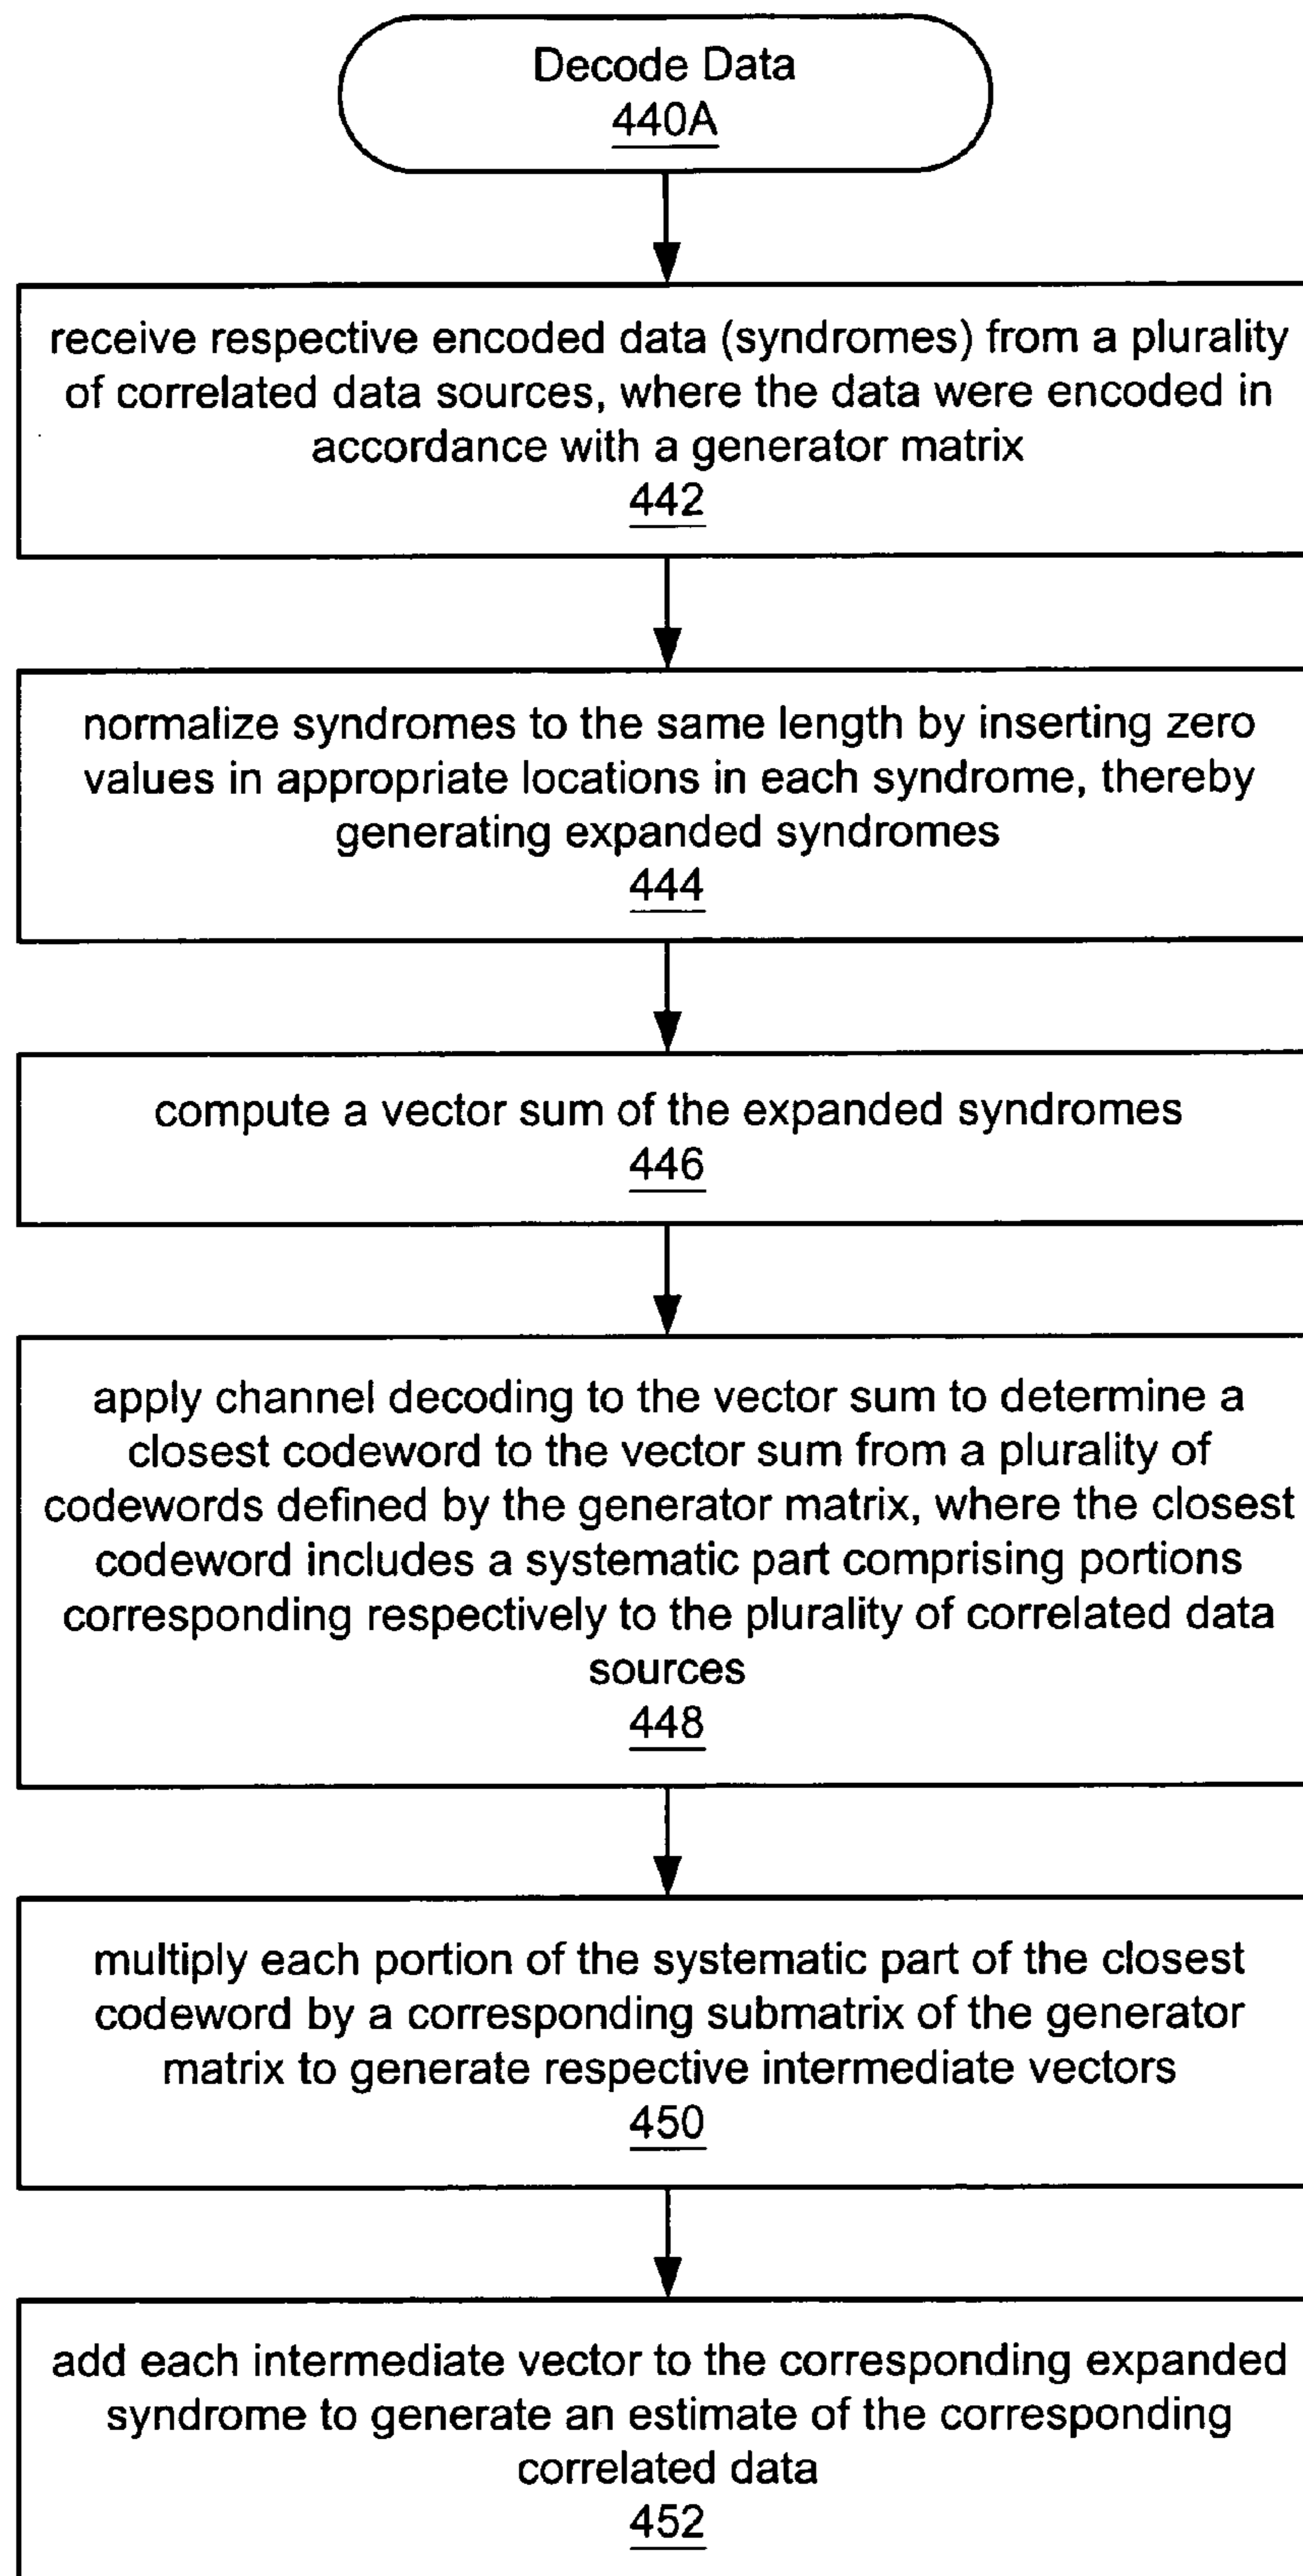 Decode Data
440A
receive respective encoded data (syndromes) from a plurality
of correlated data sources, where the data were encoded in
accordance with a generator matrix
442
normalize syndromes to the same length by inserting zero
values in appropriate locations in each syndrome, thereby
generating expanded syndromes
444
compute a vector sum of the expanded syndromes
446
apply channel decoding to the vector sum to determine a
closest codeword to the vector sum from a plurality of
codewords defined by the generator matrix, where the closest
codeword includes a systematic part comprising portions
corresponding respectively to the plurality of correlated data
sources
448
multiply each portion of the systematic part of the closest
codeword by a corresponding submatrix of the generator
matrix to generate respective intermediate vectors
450
add each intermediate vector to the corresponding expanded
syndrome to generate an estimate of the corresponding
correlated data
452